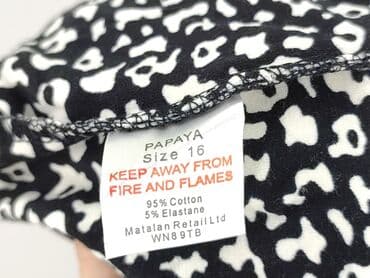 PAPAYA
Size 16
KEEP AWAY FROM
FIRE AND FLAMES
95% Cotton
5% Elastane
Matalan Retail Ltd
WN8 9TB